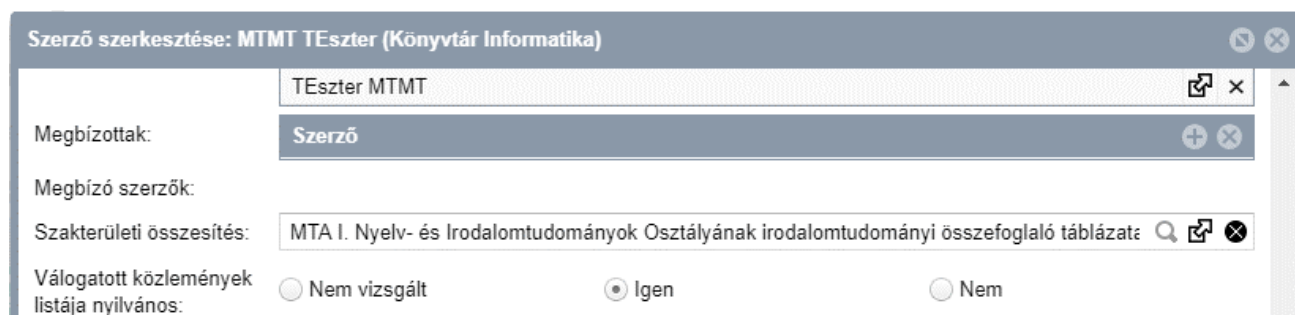 Szerző szerkesztése: MTMT TEszter (Könyvtár Informatika)
TEszter MTMT
Megbízottak:
Szerző
Megbízó szerzők:
Szakterületi összesítés:
MTA I. Nyelv- és Irodalomtudományok Osztályának irodalomtudományi összefoglaló táblázata
Válogatott közlemények
listája nyilvános:
Nem vizsgált
Igen
Nem